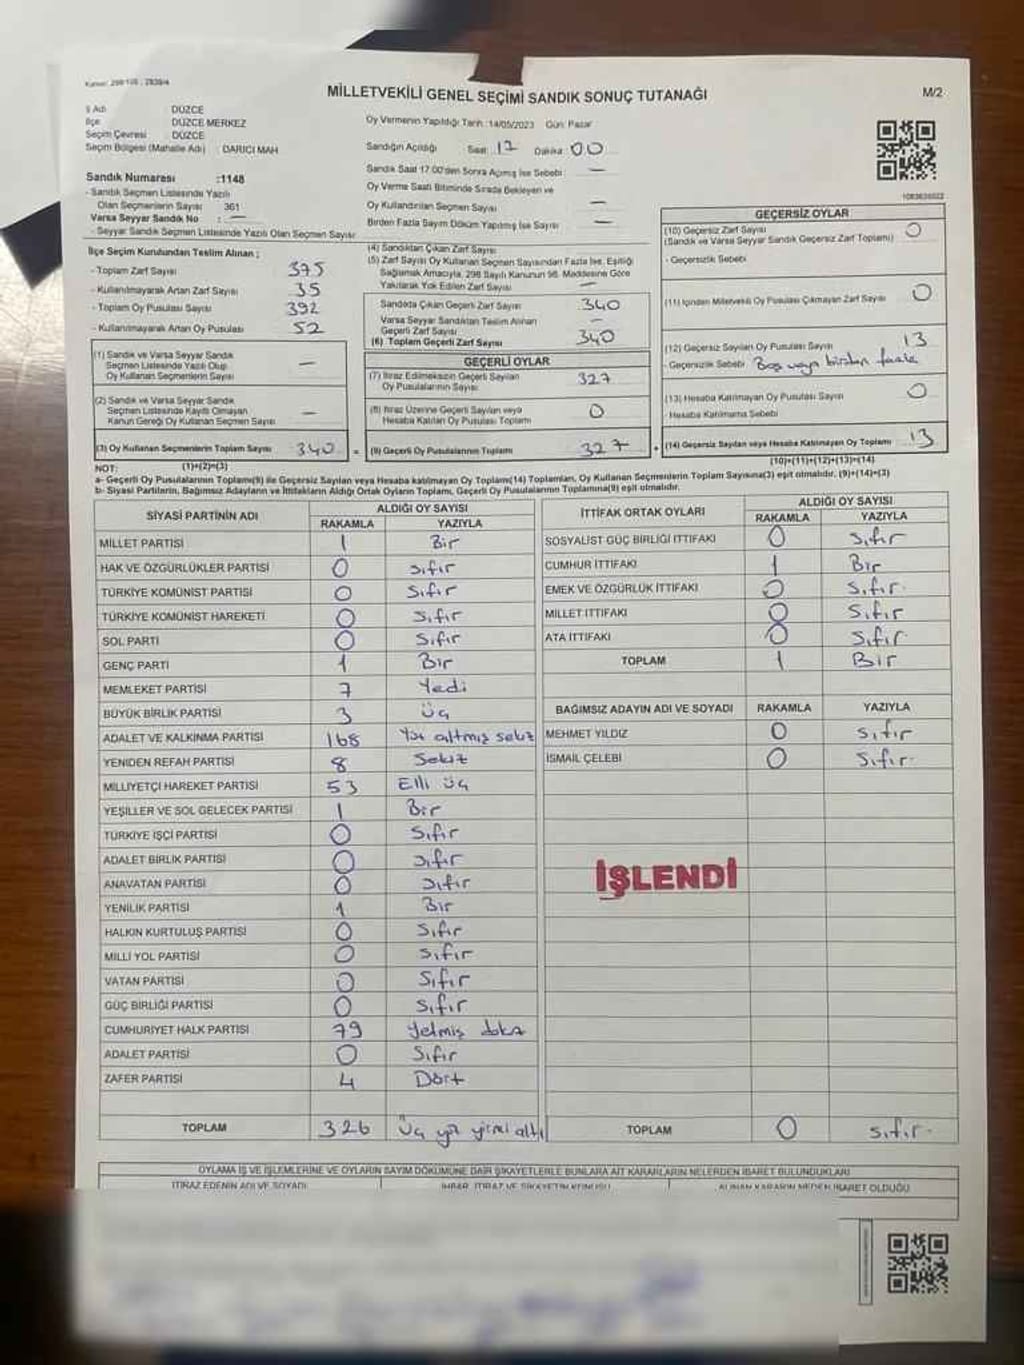 Kanun: 298/105 ; 2839/4
MİLLETVEKİLİ GENEL SEÇİMİ SANDIK SONUÇ TUTANAĞI
M/2
İl Adı DÜZCE
İlçe DÜZCE MERKEZ
Seçim Çevresi DÜZCE
Seçim Bölgesi (Mahalle Adı) DARICI MAH
Sandık Numarası :1148
- Sandık Seçmen Listesinde Yazılı
Olan Seçmenlerin Sayısı 361
Varsa Seyyar Sandık No : —
- Seyyar Sandık Seçmen Listesinde Yazılı Olan Seçmen Sayısı
Oy Vermenin Yapıldığı Tarih :14/05/2023 Gün: Pazar
Sandığın Açıldığı Saat: 17 Dakika: 00
Sandık Saat 17:00'den Sonra Açılmış İse Sebebi —
Oy Verme Saati Bitiminde Sırada Bekleyen ve
Oy Kullandırılan Seçmen Sayısı —
Birden Fazla Sayım Döküm Yapılmış İse Sayısı —
İlçe Seçim Kurulundan Teslim Alınan ;
- Toplam Zarf Sayısı 375
- Kullanılmayarak Artan Zarf Sayısı 35
- Toplam Oy Pusulası Sayısı 392
- Kullanılmayarak Artan Oy Pusulası 52
(1) Sandık ve Varsa Seyyar Sandık
Seçmen Listesinde Yazılı Olup
Oy Kullanan Seçmenlerin Sayısı —
(2) Sandık ve Varsa Seyyar Sandık
Seçmen Listesinde Kayıtlı Olmayan
Kanun Gereği Oy Kullanan Seçmen Sayısı —
(3) Oy Kullanan Seçmenlerin Toplam Sayısı 340
(1)+(2)=(3)
(4) Sandıktan Çıkan Zarf Sayısı
(5) Zarf Sayısı Oy Kullanan Seçmen Sayısından Fazla İse, Eşitliği
Sağlamak Amacıyla, 298 Sayılı Kanunun 98. Maddesine Göre
Yakılarak Yok Edilen Zarf Sayısı —
Sandıkta Çıkan Geçerli Zarf Sayısı 340
Varsa Seyyar Sandıktan Teslim Alınan
Geçerli Zarf Sayısı —
(6) Toplam Geçerli Zarf Sayısı 340
GEÇERLİ OYLAR
(7) İtiraz Edilmeksizin Geçerli Sayılan
Oy Pusulalarının Sayısı 327
(8) İtiraz Üzerine Geçerli Sayılan veya
Hesaba Katılan Oy Pusulaları Toplamı 0
= (9) Geçerli Oy Pusulalarının Toplamı 327
GEÇERSİZ OYLAR
(10) Geçersiz Zarf Sayısı 0
(Sandık ve Varsa Seyyar Sandık Geçersiz Zarf Toplamı)
- Geçersizlik Sebebi
(11) İçinden Milletvekili Oy Pusulası Çıkmayan Zarf Sayısı 0
(12) Geçersiz Sayılan Oy Pusulası Sayısı 13
- Geçersizlik Sebebi Boş veya birden fazla
(13) Hesaba Katılmayan Oy Pusulası Sayısı 0
- Hesaba Katılmama Sebebi
+ (14) Geçersiz Sayılan veya Hesaba Katılmayan Oy Toplamı 13
(10)+(11)+(12)+(13)=(14)
NOT:
a- Geçerli Oy Pusulalarının Toplamı(9) ile Geçersiz Sayılan veya Hesaba katılmayan Oy Toplam(14) Toplamları, Oy Kullanan Seçmenlerin Toplam Sayısına(3) eşit olmalıdır. (9)+(14)=(3)
b- Siyasi Partilerin, Bağımsız Adayların ve İttifakların Aldığı Ortak Oyların Toplamı, Geçerli Oy Pusulalarının Toplamına(9) eşit olmalıdır.
SİYASİ PARTİNİN ADI ALDIĞI OY SAYISI
RAKAMLA YAZIYLA
MİLLET PARTİSİ 1 Bir
HAK VE ÖZGÜRLÜKLER PARTİSİ 0 sıfır
TÜRKİYE KOMÜNİST PARTİSİ 0 sıfır
TÜRKİYE KOMÜNİST HAREKETİ 0 sıfır
SOL PARTİ 0 sıfır
GENÇ PARTİ 1 Bir
MEMLEKET PARTİSİ 7 Yedi
BÜYÜK BİRLİK PARTİSİ 3 Üç
ADALET VE KALKINMA PARTİSİ 168 Yüz altmış sekiz
YENİDEN REFAH PARTİSİ 8 Sekiz
MİLLİYETÇİ HAREKET PARTİSİ 53 Elli üç
YEŞİLLER VE SOL GELECEK PARTİSİ 1 Bir
TÜRKİYE İŞÇİ PARTİSİ 0 sıfır
ADALET BİRLİK PARTİSİ 0 sıfır
ANAVATAN PARTİSİ 0 sıfır
YENİLİK PARTİSİ 1 Bir
HALKIN KURTULUŞ PARTİSİ 0 sıfır
MİLLİ YOL PARTİSİ 0 sıfır
VATAN PARTİSİ 0 sıfır
GÜÇ BİRLİĞİ PARTİSİ 0 sıfır
CUMHURİYET HALK PARTİSİ 79 Yetmiş dokuz
ADALET PARTİSİ 0 sıfır
ZAFER PARTİSİ 4 Dört
TOPLAM 326 Üç yüz yirmi altı
İTTİFAK ORTAK OYLARI ALDIĞI OY SAYISI
RAKAMLA YAZIYLA
SOSYALİST GÜÇ BİRLİĞİ İTTİFAKI 0 sıfır
CUMHUR İTTİFAKI 1 Bir
EMEK VE ÖZGÜRLÜK İTTİFAKI 0 sıfır
MİLLET İTTİFAKI 0 sıfır
ATA İTTİFAKI 0 sıfır
TOPLAM 1 Bir
BAĞIMSIZ ADAYIN ADI VE SOYADI RAKAMLA YAZIYLA
MEHMET YILDIZ 0 sıfır
İSMAİL ÇELEBİ 0 sıfır
İŞLENDİ
TOPLAM 0 sıfır
OYLAMA İŞ VE İŞLEMLERİNE VE OYLARIN SAYIM DÖKÜMÜNE DAİR ŞİKAYETLERLE BUNLARA AİT KARARLARIN NELERDEN İBARET BULUNDUKLARI
İTİRAZ EDENİN ADI VE SOYADI İHBAR, İTİRAZ VE ŞİKAYETİN KONUSU ALINAN KARARIN NEDEN İBARET OLDUĞU